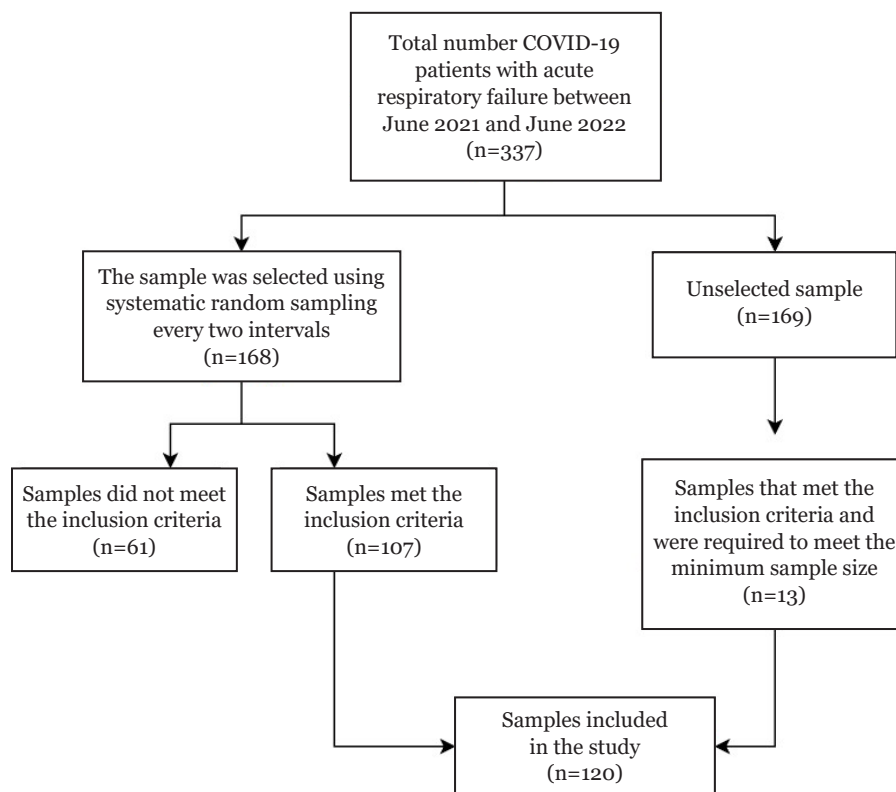 Total number COVID-19
patients with acute
respiratory failure between
June 2021 and June 2022
(n=337)
The sample was selected using
systematic random sampling
every two intervals
(n=168)
Unselected sample
(n=169)
Samples did not meet
the inclusion criteria
(n=61)
Samples met the
inclusion criteria
(n=107)
Samples that met the
inclusion criteria and
were required to meet the
minimum sample size
(n=13)
Samples included
in the study
(n=120)